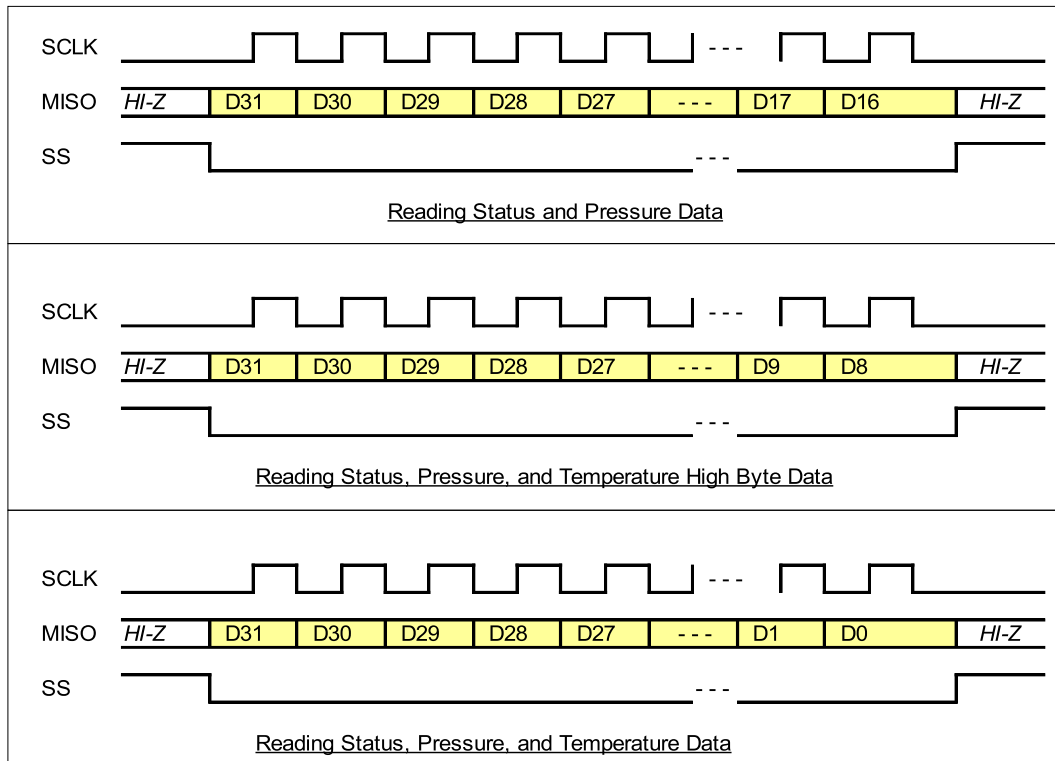 SCLK - - -
MISO HI-Z D31 D30 D29 D28 D27 - - - D17 D16 HI-Z
SS - - -
Reading Status and Pressure Data
SCLK - - -
MISO HI-Z D31 D30 D29 D28 D27 - - - D9 D8 HI-Z
SS - - -
Reading Status, Pressure, and Temperature High Byte Data
SCLK - - -
MISO HI-Z D31 D30 D29 D28 D27 - - - D1 D0 HI-Z
SS - - -
Reading Status, Pressure, and Temperature Data